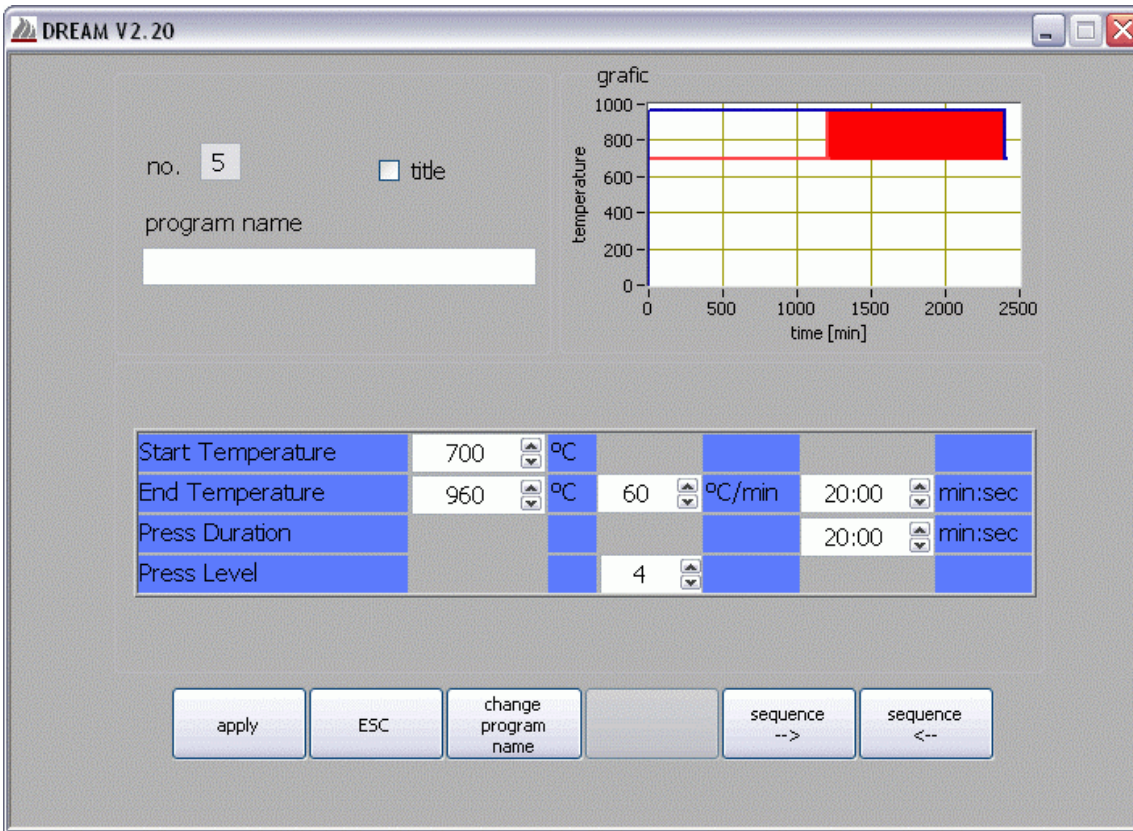 DREAM V2.20
no. 5
title
program name
grafic
1000
800
600
400
200
0
temperature
0 500 1000 1500 2000 2500
time [min]
Start Temperature 700 ºC
End Temperature 960 ºC 60 ºC/min 20:00 min:sec
Press Duration 20:00 min:sec
Press Level 4
apply
ESC
change
program
name
sequence
-->
sequence
<--